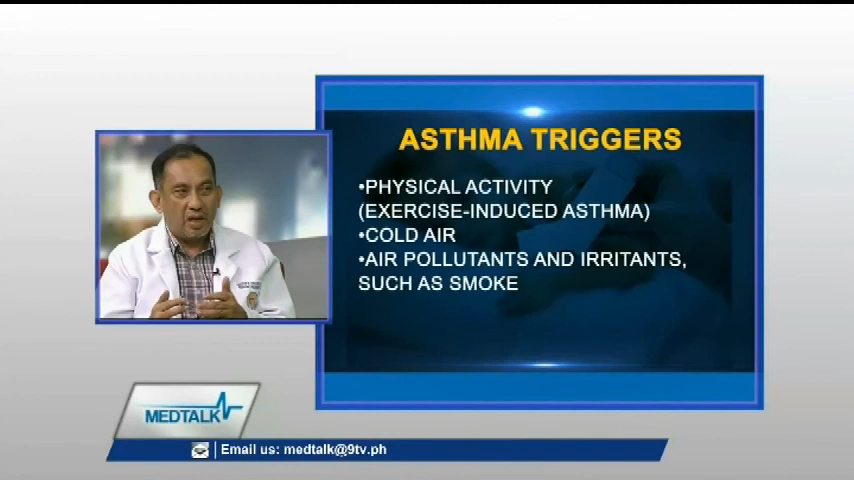 ASTHMA TRIGGERS
•PHYSICAL ACTIVITY
(EXERCISE-INDUCED ASTHMA)
•COLD AIR
•AIR POLLUTANTS AND IRRITANTS,
SUCH AS SMOKE
MEDTALK
Email us: medtalk@9tv.ph